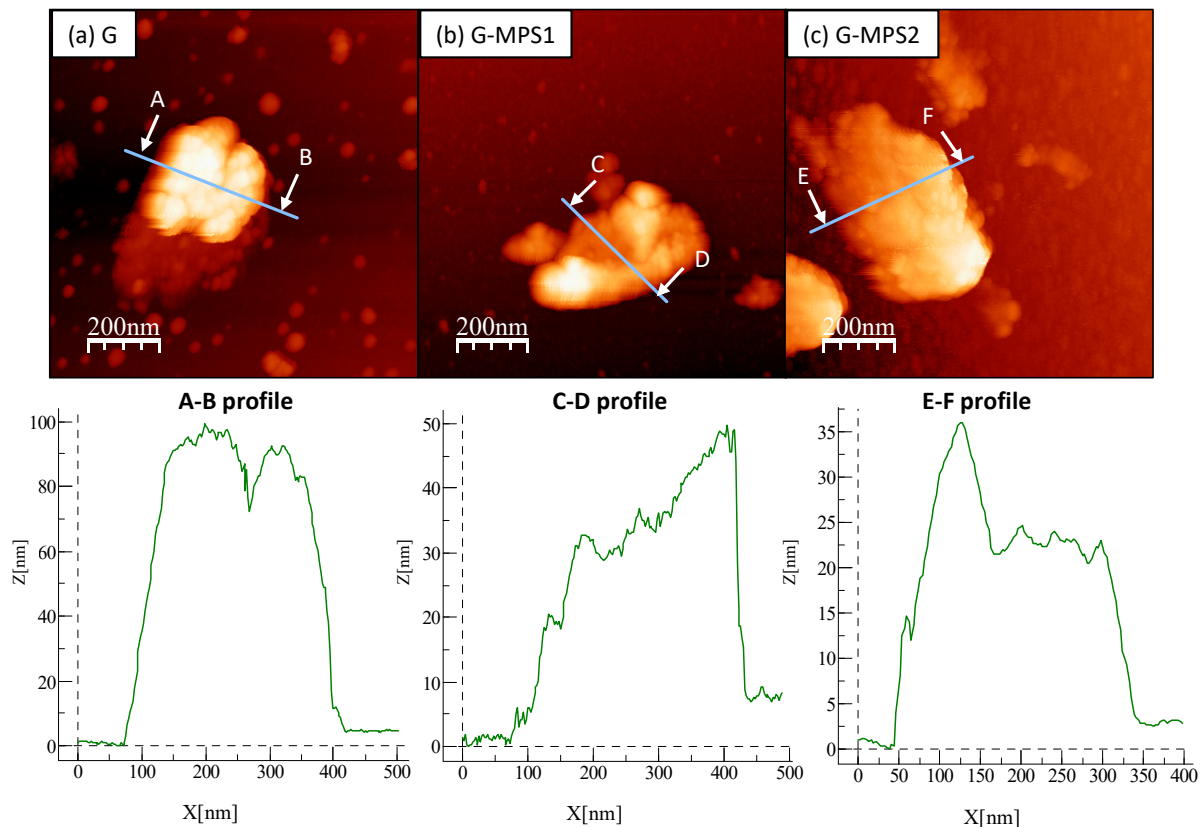 (a) G
(b) G-MPS1
(c) G-MPS2
A
B
C
D
E
F
200nm
200nm
200nm
A-B profile
C-D profile
E-F profile
Z[nm]
100
80
60
40
20
0
0
100
200
300
400
500
X[nm]
Z[nm]
50
40
30
20
10
0
0
100
200
300
400
500
X[nm]
Z[nm]
35
30
25
20
15
10
5
0
0
50
100
150
200
250
300
350
400
X[nm]